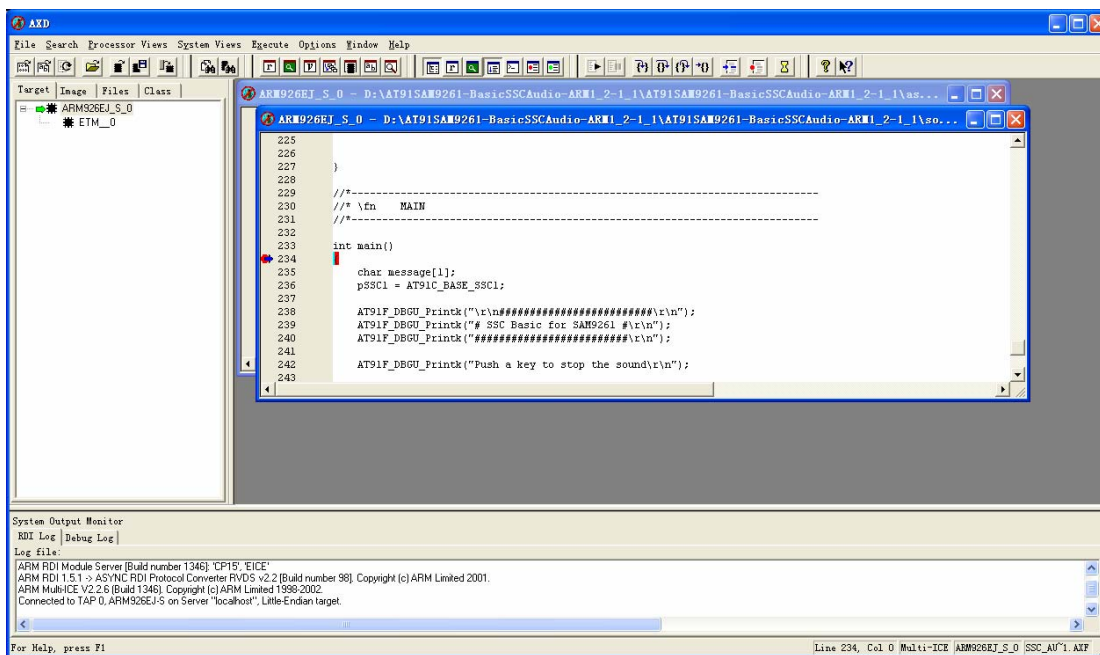 AXD
File Search Processor Views System Views Execute Options Window Help
Target Image Files Class
ARM926EJ_S_0
ETM__0
ARM926EJ_S_0 - D:\AT91SAM9261-BasicSSCAudio-ARM1_2-1_1\AT91SAM9261-BasicSSCAudio-ARM1_2-1_1\as...
ARM926EJ_S_0 - D:\AT91SAM9261-BasicSSCAudio-ARM1_2-1_1\AT91SAM9261-BasicSSCAudio-ARM1_2-1_1\so...
225
226
227 }
228
229 //*-----------------------------------------------------------------------------
230 //* \fn MAIN
231 //*-----------------------------------------------------------------------------
232
233 int main()
234
235 char message[1];
236 pSSC1 = AT91C_BASE_SSC1;
237
238 AT91F_DBGU_Printk("\r\n#########################\r\n");
239 AT91F_DBGU_Printk("# SSC Basic for SAM9261 #\r\n");
240 AT91F_DBGU_Printk("#########################\r\n");
241
242 AT91F_DBGU_Printk("Push a key to stop the sound\r\n");
243
System Output Monitor
RDI Log Debug Log
Log file:
ARM RDI Module Server [Build number 1346]: 'CP15', 'EICE'
ARM RDI 1.5.1 -> ASYNC RDI Protocol Converter RVDS v2.2 [Build number 98]. Copyright (c) ARM Limited 2001.
ARM Multi-ICE V2.2.6 (Build 1346). Copyright (c) ARM Limited 1998-2002.
Connected to TAP 0, ARM926EJ-S on Server "localhost", Little-Endian target.
For Help, press F1
Line 234, Col 0 Multi-ICE ARM926EJ_S_0 SSC_AU~1.AXF